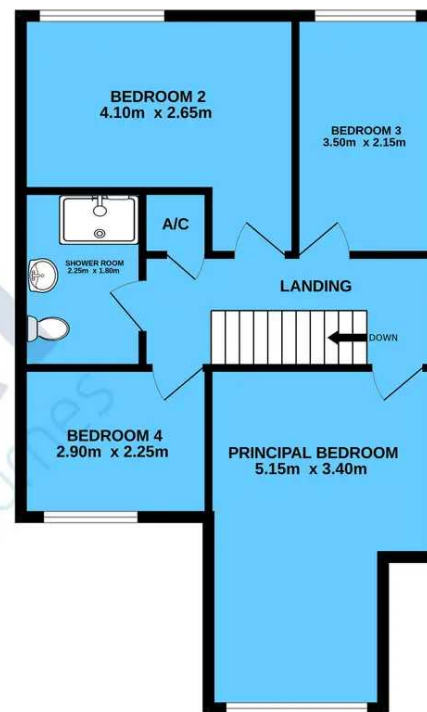 BEDROOM 2
4.10m x 2.65m
BEDROOM 3
3.50m x 2.15m
A/C
SHOWER ROOM
2.25m x 1.80m
LANDING
DOWN
BEDROOM 4
2.90m x 2.25m
PRINCIPAL BEDROOM
5.15m x 3.40m